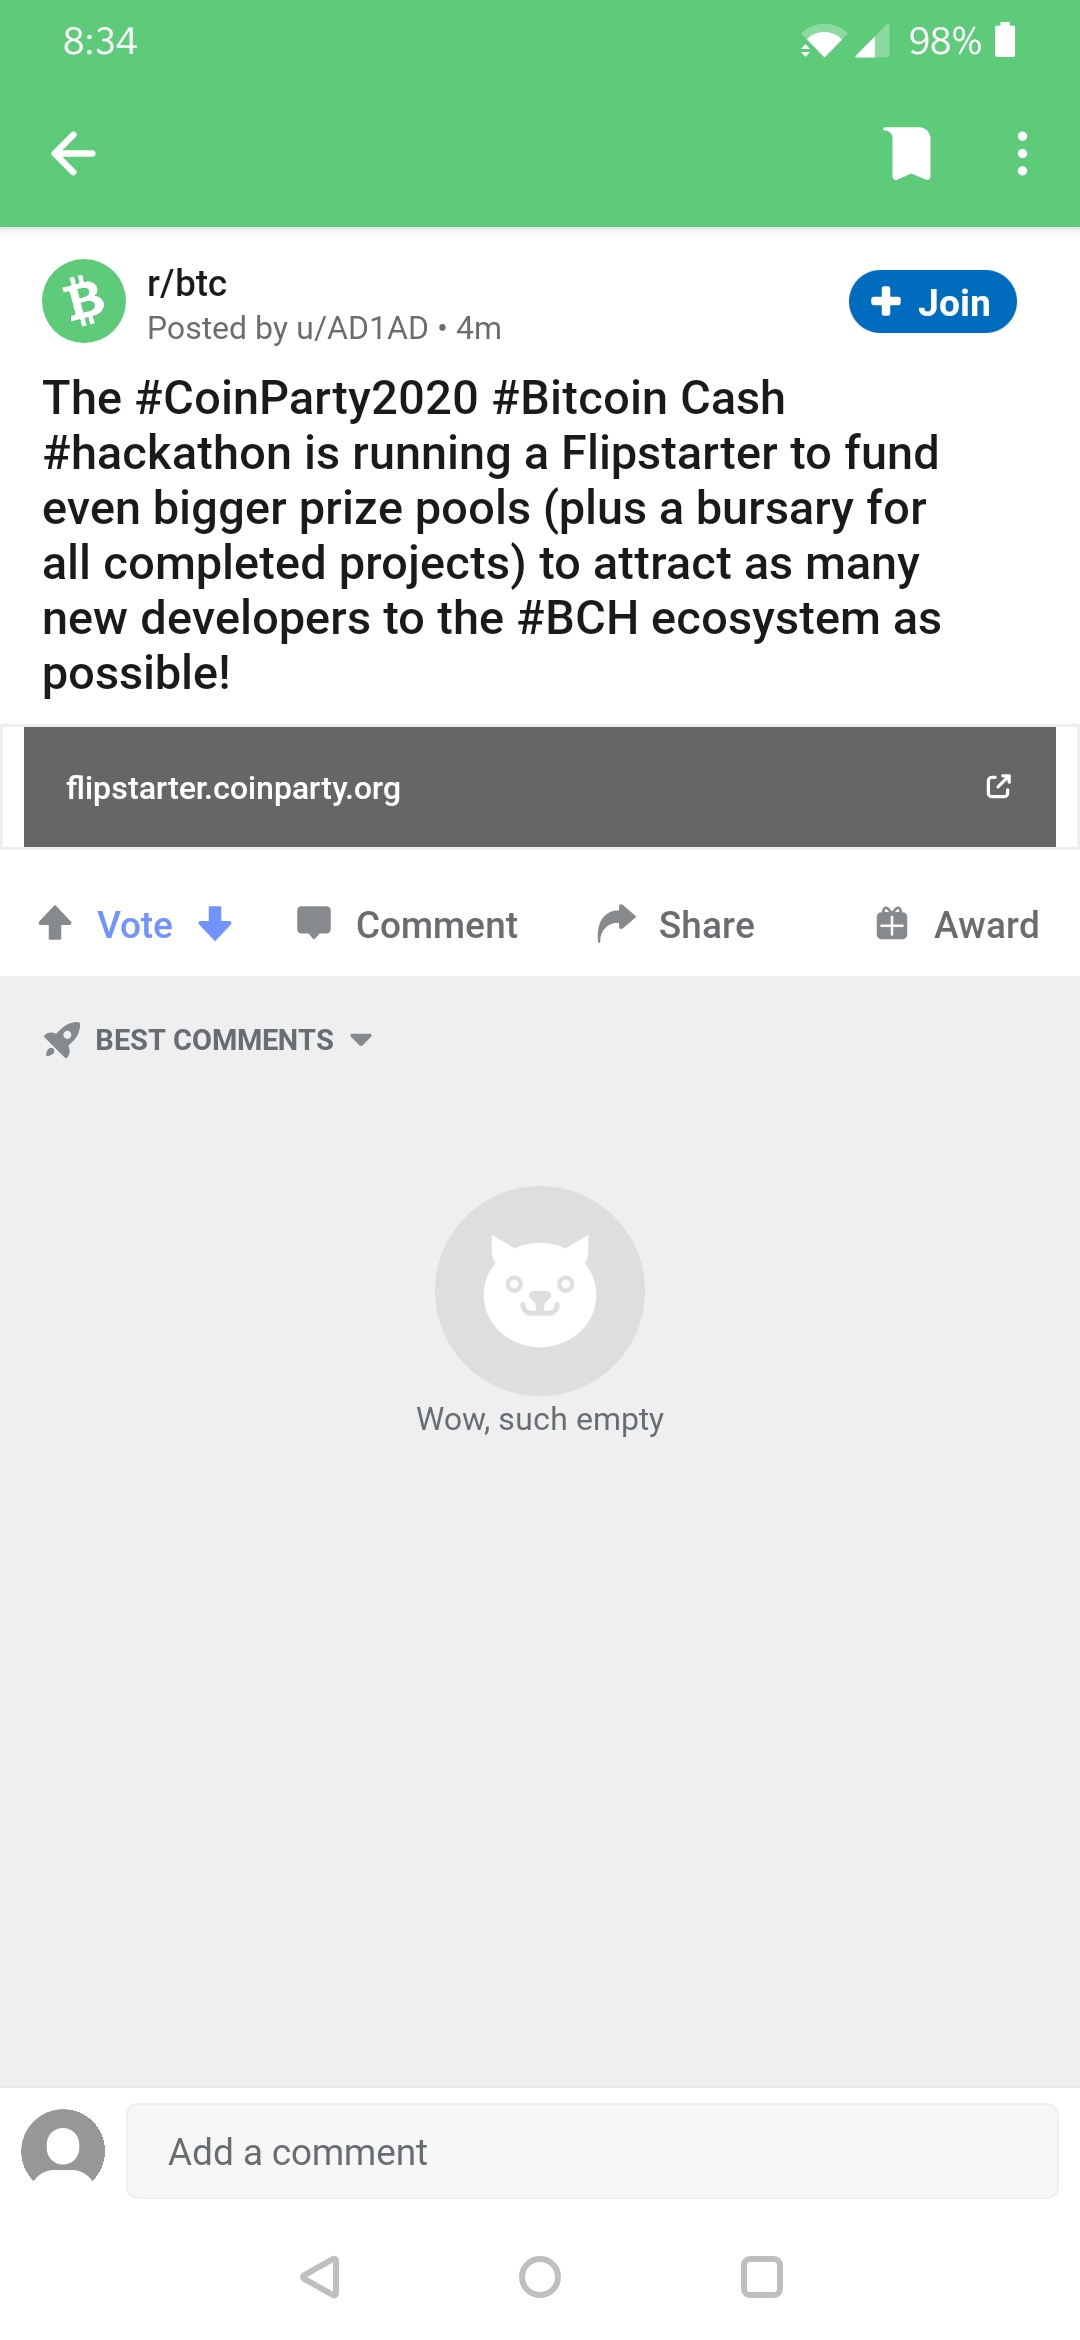 8:34
98%
r/btc
Posted by u/AD1AD • 4m
Join
The #CoinParty2020 #Bitcoin Cash
#hackathon is running a Flipstarter to fund
even bigger prize pools (plus a bursary for
all completed projects) to attract as many
new developers to the #BCH ecosystem as
possible!
flipstarter.coinparty.org
Vote
Comment
Share
Award
BEST COMMENTS
Wow, such empty
Add a comment